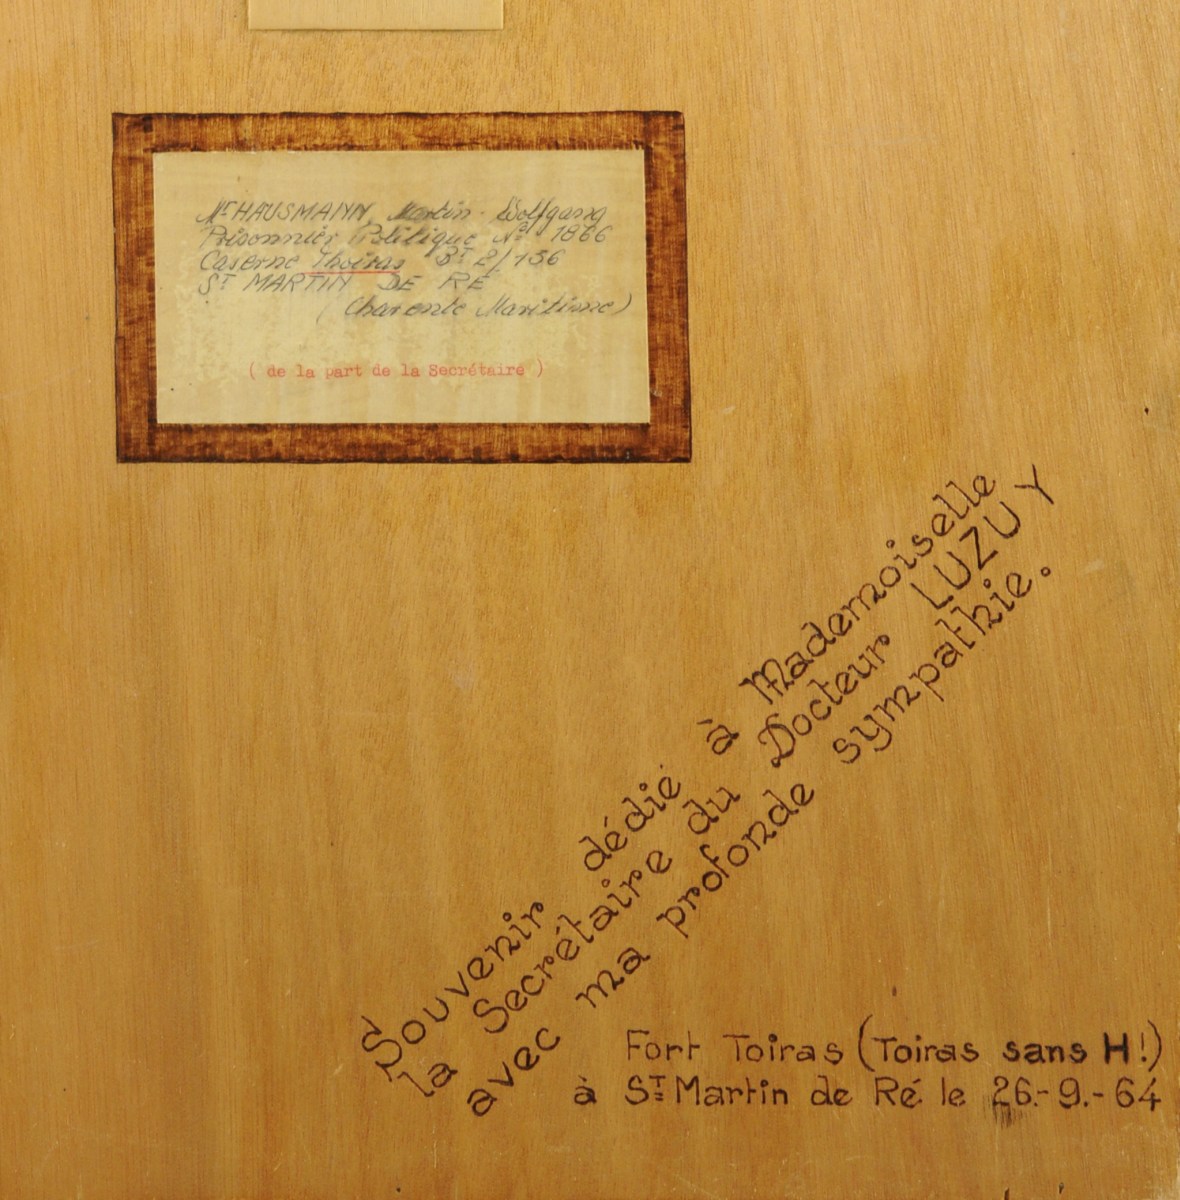 Mr HAUSMANN, Martin - Wolfgang
Prisonnier Politique No 1866
Caserne Thoiras Bt 2/156
St MARTIN DE RÉ
(Charente Maritime)
( de la part de la Secrétaire )
Souvenir dédié à Mademoiselle
la Secrétaire du Docteur LUZUY
avec ma profonde sympathie.
Fort Toiras (Toiras sans H!)
à ST Martin de Ré le 26.-9.-64